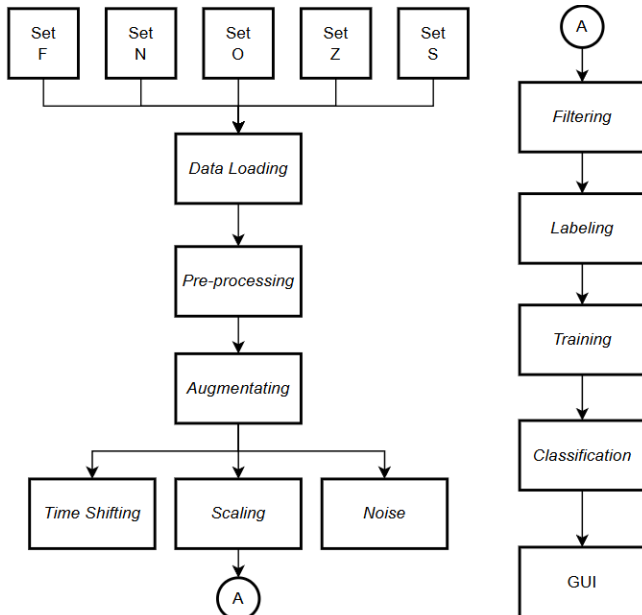 Set
F
Set
N
Set
O
Set
Z
Set
S
Data Loading
Pre-processing
Augmentating
Time Shifting
Scaling
Noise
A
A
Filtering
Labeling
Training
Classification
GUI